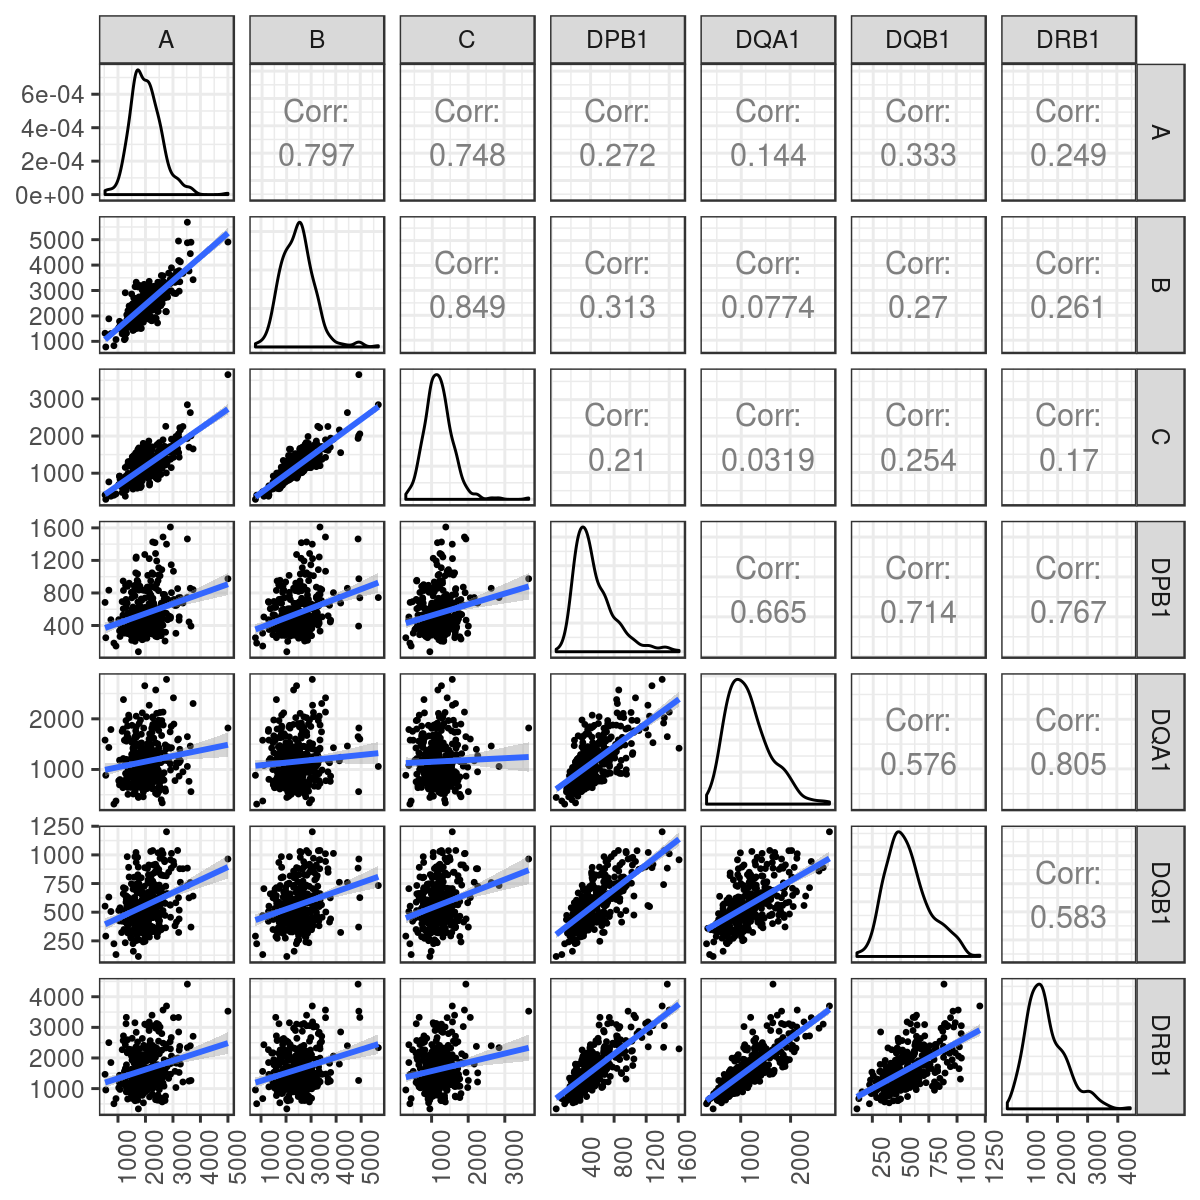 A B C DPB1 DQA1 DQB1 DRB1
6e-04
4e-04
2e-04
0e+00
Corr:
0.797
Corr:
0.748
Corr:
0.272
Corr:
0.144
Corr:
0.333
Corr:
0.249
A
5000
4000
3000
2000
1000
Corr:
0.849
Corr:
0.313
Corr:
0.0774
Corr:
0.27
Corr:
0.261
B
3000
2000
1000
Corr:
0.21
Corr:
0.0319
Corr:
0.254
Corr:
0.17
C
1600
1200
800
400
Corr:
0.665
Corr:
0.714
Corr:
0.767
DPB1
2000
1000
Corr:
0.576
Corr:
0.805
DQA1
1250
1000
750
500
250
Corr:
0.583
DQB1
4000
3000
2000
1000
DRB1
1000 2000 3000 4000 5000
1000 2000 3000 4000 5000
1000 2000 3000
400 800 1200 1600
1000 2000
250 500 750 1000 1250
1000 2000 3000 4000